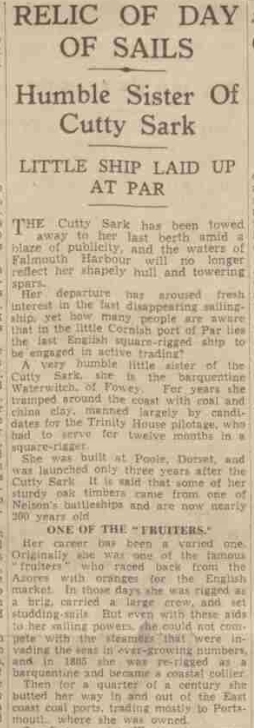 RELIC OF DAY
OF SAILS
Humble Sister Of
Cutty Sark
LITTLE SHIP LAID UP
AT PAR
THE Cutty Sark has been towed
away to her last berth amid a
blaze of publicity, and the waters of
Falmouth Harbour will no longer
reflect her shapely hull and towering
spars.
Her departure has aroused fresh
interest in the fast disappearing sailing-
ship, yet how many people are aware
that in the little Cornish port of Par lies
the last English square-rigged ship to
be engaged in active trading?
A very humble little sister of the
Cutty Sark, she is the barquentine
Waterwitch, of Fowey. For years she
tramped around the coast with coal and
china clay, manned largely by candi-
dates for the Trinity House pilotage, who
had to serve for twelve months in a
square-rigger.
She was built at Poole, Dorset, and
was launched only three years after the
Cutty Sark. It is said that some of her
sturdy oak timbers came from one of
Nelson's battleships and are now nearly
200 years old
ONE OF THE "FRUITERS."
Her career has been a varied one.
Originally she was one of the famous
"fruiters" who raced back from the
Azores with oranges for the English
market. In those days she was rigged as
a brig, carried a large crew, and set
studding-sails. But even with these aids
to her sailing powers, she could not com-
pete with the steamers that were in-
vading the seas in ever-growing numbers,
and in 1885 she was re-rigged as a
barquentine and became a coastal collier.
Then for a quarter of a century she
butted her way in and out of the East
coast coal ports, trading mostly to Ports-
mouth, where she was owned.